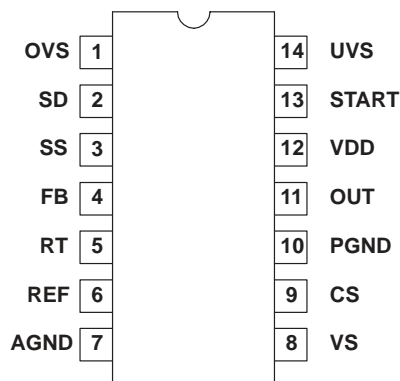 OVS 1 14 UVS
SD 2 13 START
SS 3 12 VDD
FB 4 11 OUT
RT 5 10 PGND
REF 6 9 CS
AGND 7 8 VS